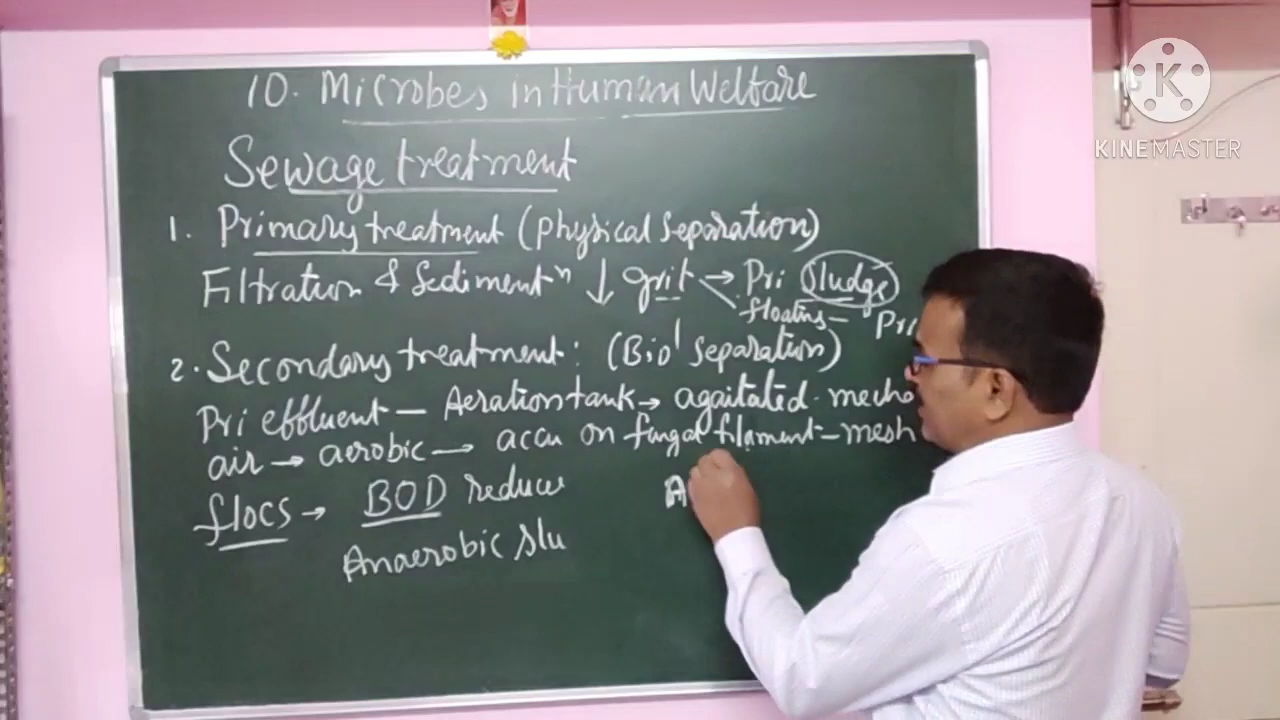 10. Microbes in Human Welfare
Sewage treatment
1. Primary treatment (Physical Separation)
Filtration & Sedimentⁿ ↓ grit → Pri Sludge
floating – Pri
2. Secondary treatment : (Bioˡ Separation)
Pri effluent – Aeration tank → agaitated. mecha
air → aerobic → accu on fungal filament – mesh
flocs → BOD reduce
Anaerobic Slu
A
K
KINEMASTER